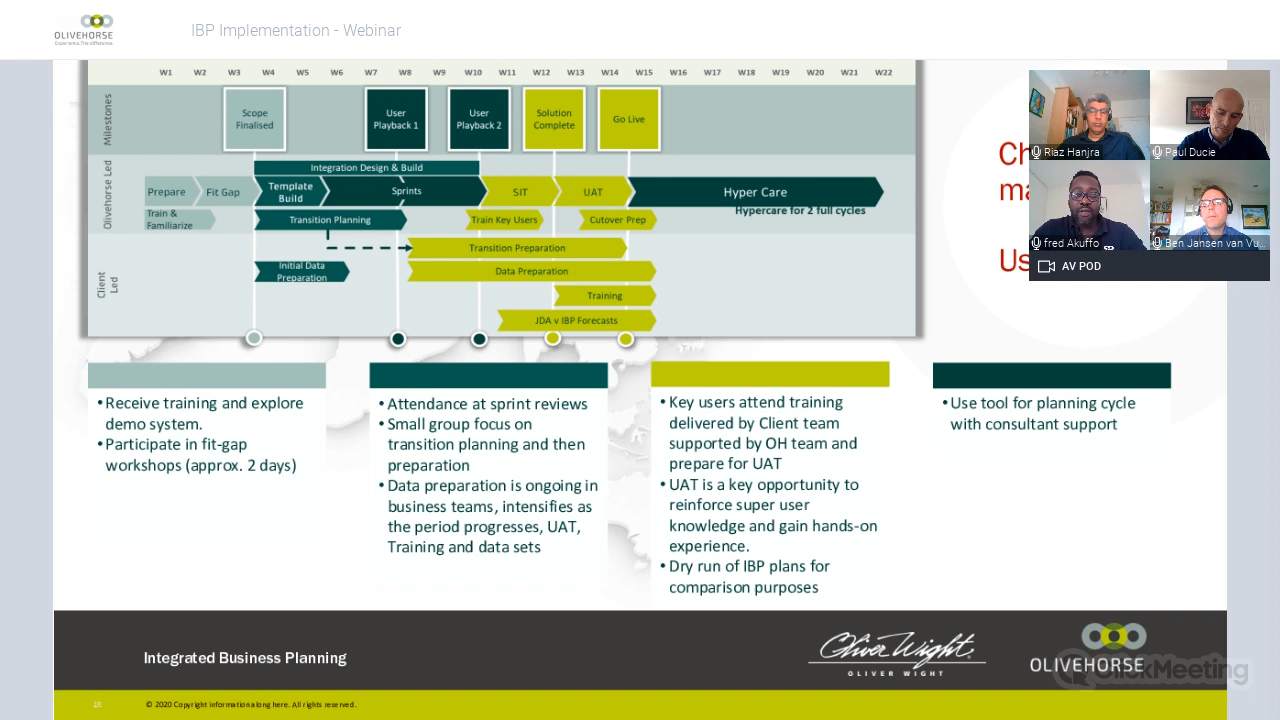 OLIVEHORSE
Experience. The difference.
IBP Implementation - Webinar
W1 W2 W3 W4 W5 W6 W7 W8 W9 W10 W11 W12 W13 W14 W15 W16 W17 W18 W19 W20 W21 W22
Milestones
Scope
Finalised
User
Playback 1
User
Playback 2
Solution
Complete
Go Live
Olivehorse Led
Integration Design & Build
Prepare
Fit Gap
Template
Build
Sprints
SIT
UAT
Hyper Care
Hypercare for 2 full cycles
Train &
Familiarize
Transition Planning
Train Key Users
Cutover Prep
Client
Led
Transition Preparation
Initial Data
Preparation
Data Preparation
Training
JDA v IBP Forecasts
Riaz Hanjra
Paul Ducie
fred Akuffo
Ben Jansen van Vu...
AV POD
•Receive training and explore
demo system.
•Participate in fit-gap
workshops (approx. 2 days)
•Attendance at sprint reviews
•Small group focus on
transition planning and then
preparation
•Data preparation is ongoing in
business teams, intensifies as
the period progresses, UAT,
Training and data sets
•Key users attend training
delivered by Client team
supported by OH team and
prepare for UAT
•UAT is a key opportunity to
reinforce super user
knowledge and gain hands-on
experience.
•Dry run of IBP plans for
comparison purposes
•Use tool for planning cycle
with consultant support
Integrated Business Planning
Oliver Wight
OLIVER WIGHT
OLIVEHORSE
ClickMeeting
© 2020 Copyright information along here. All rights reserved.